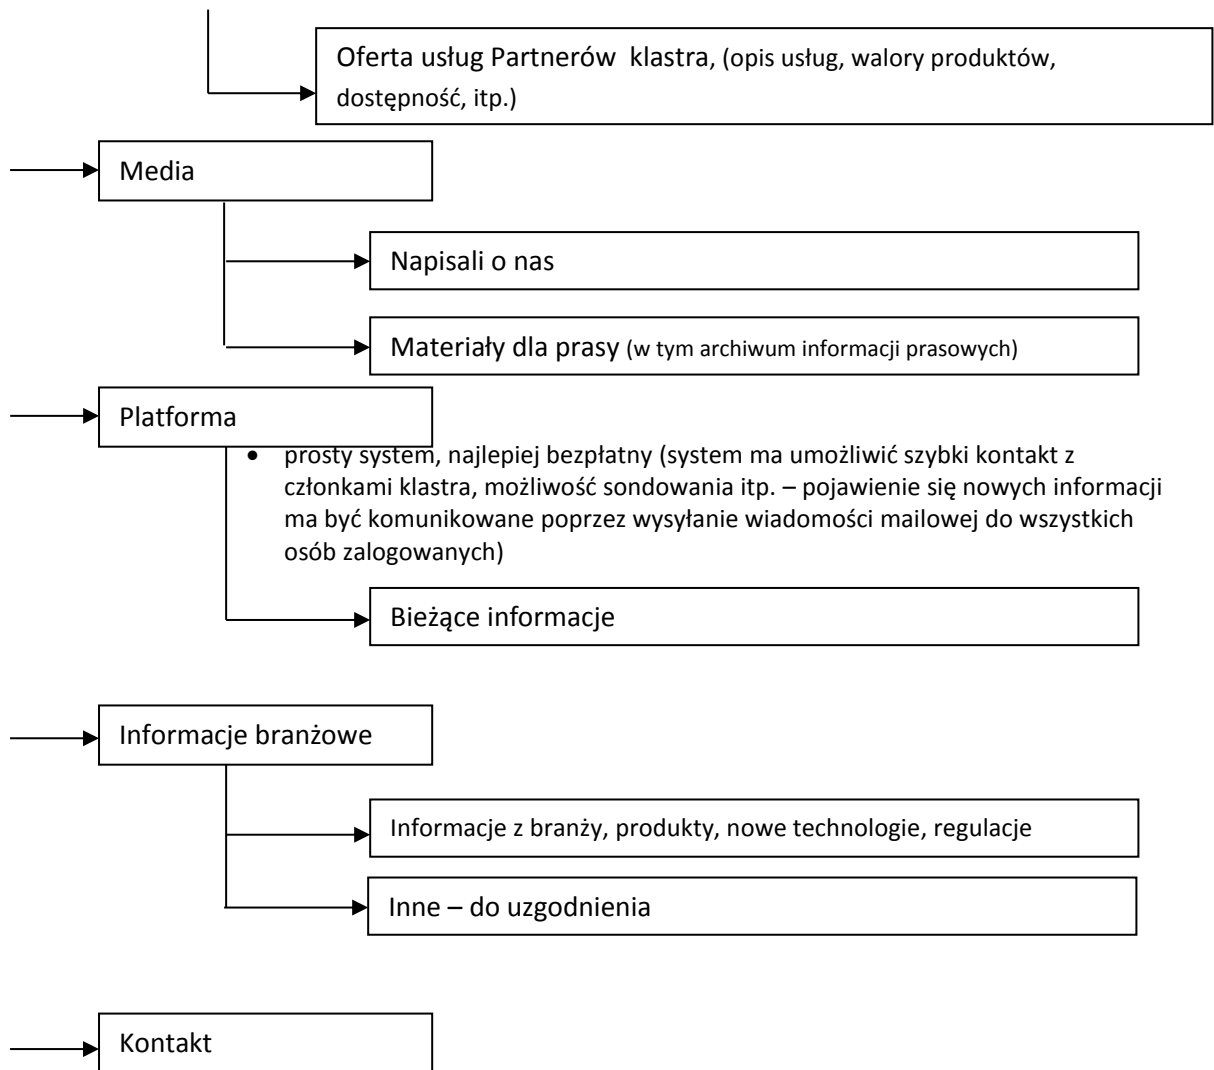 Oferta usług Partnerów klastra, (opis usług, walory produktów,
dostępność, itp.)
Media
Napisali o nas
Materiały dla prasy (w tym archiwum informacji prasowych)
Platforma
• prosty system, najlepiej bezpłatny (system ma umożliwić szybki kontakt z
członkami klastra, możliwość sondowania itp. – pojawienie się nowych informacji
ma być komunikowane poprzez wysyłanie wiadomości mailowej do wszystkich
osób zalogowanych)
Bieżące informacje
Informacje branżowe
Informacje z branży, produkty, nowe technologie, regulacje
Inne – do uzgodnienia
Kontakt